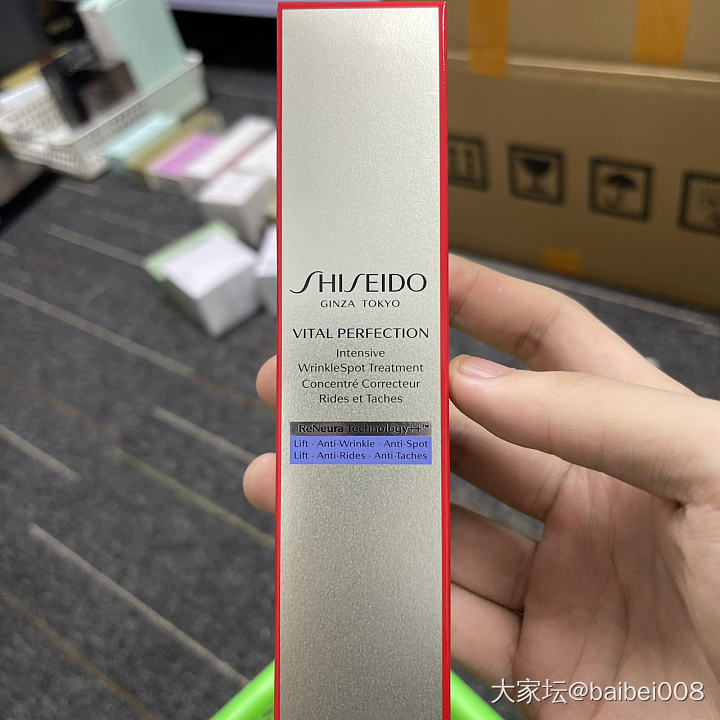 SHISEIDO
GINZA TOKYO
VITAL PERFECTION
Intensive
WrinkleSpot Treatment
Concentré Correcteur
Rides et Taches
ReNeura Technology++™
Lift - Anti-Wrinkle - Anti-Spot
Lift - Anti-Rides - Anti-Taches
大家坛@baibei008